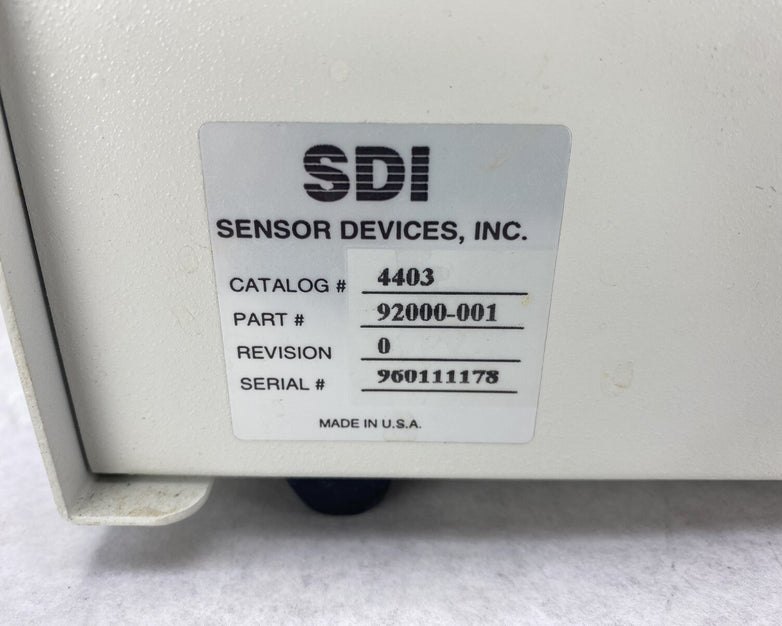 SDI
SENSOR DEVICES, INC.
CATALOG # 4403
PART # 92000-001
REVISION 0
SERIAL # 960111178
MADE IN U.S.A.